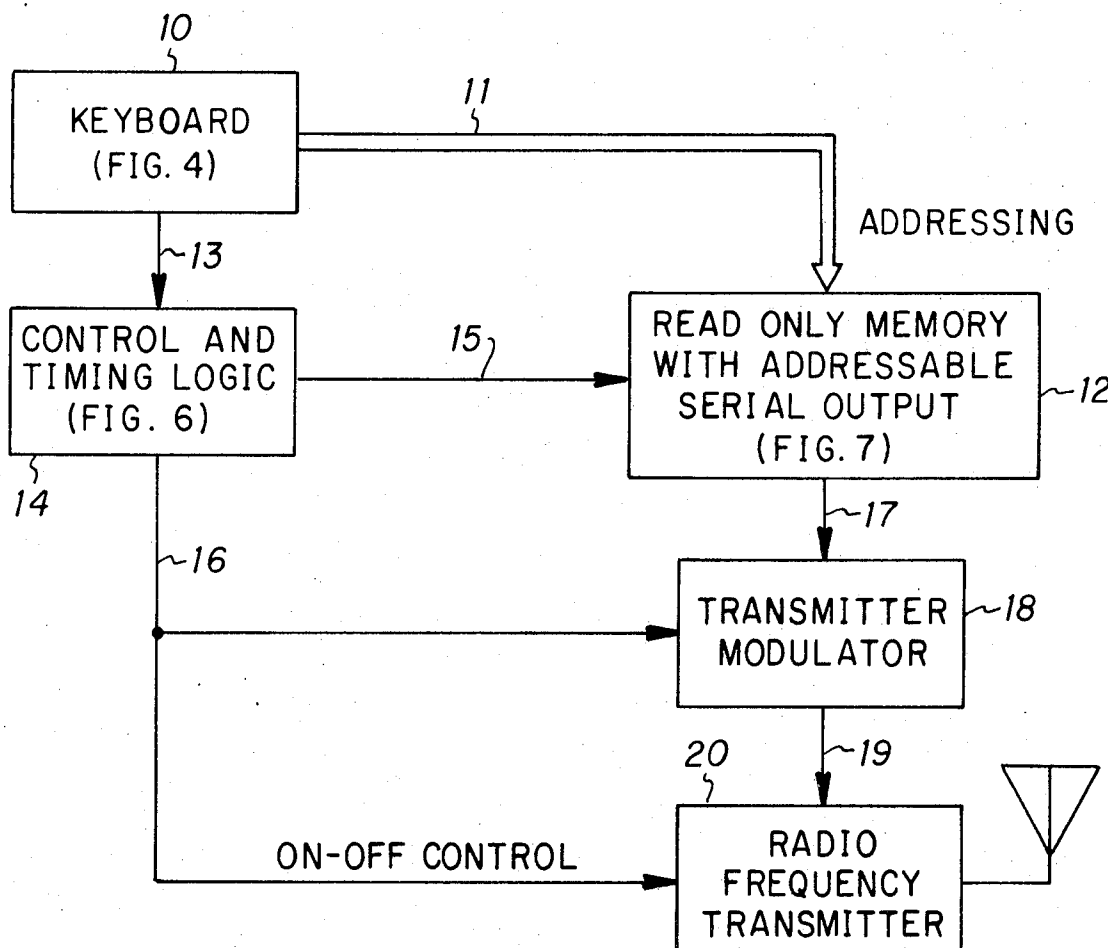 10
KEYBOARD
(FIG. 4)
11
ADDRESSING
13
CONTROL AND
TIMING LOGIC
(FIG. 6)
14
15
READ ONLY MEMORY
WITH ADDRESSABLE
SERIAL OUTPUT
(FIG. 7)
12
16
17
TRANSMITTER
MODULATOR
18
19
20
ON-OFF CONTROL
RADIO
FREQUENCY
TRANSMITTER